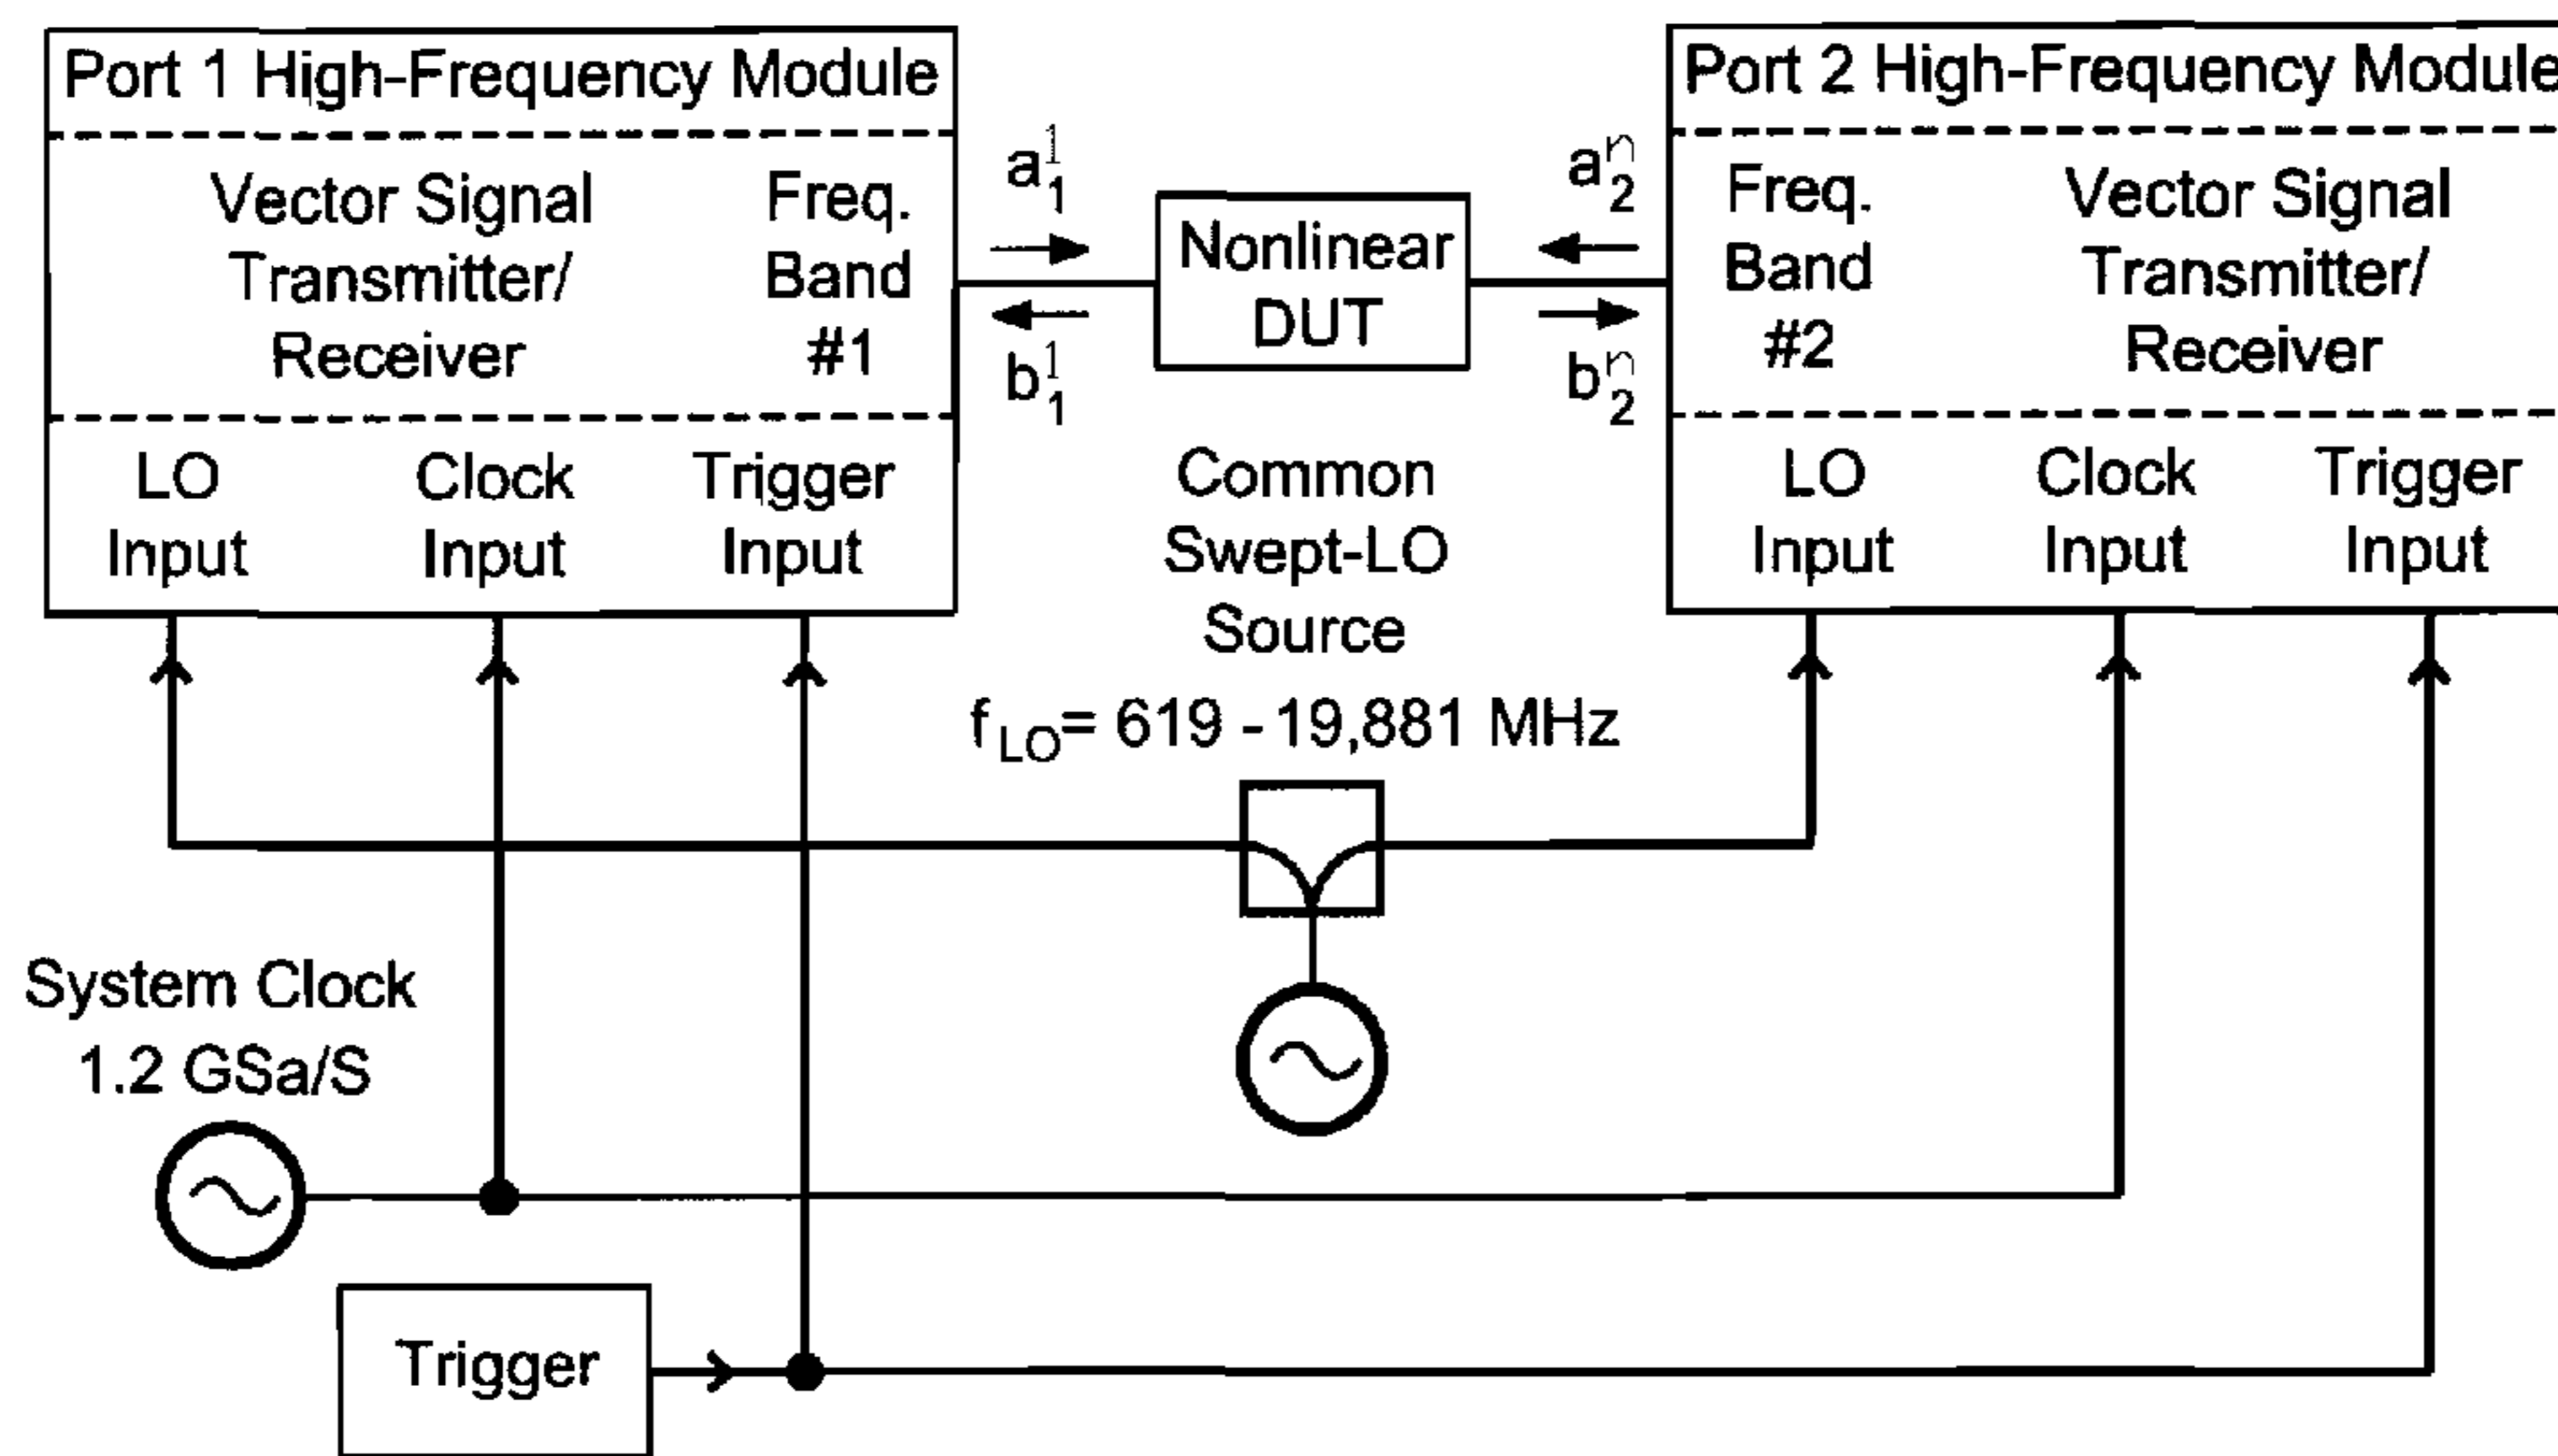 Port 1 High-Frequency Module
Vector Signal
Transmitter/
Receiver
Freq.
Band
#1
LO
Input
Clock
Input
Trigger
Input
a₁¹
b₁¹
Nonlinear
DUT
a₂ⁿ
b₂ⁿ
Port 2 High-Frequency Module
Freq.
Band
#2
Vector Signal
Transmitter/
Receiver
LO
Input
Clock
Input
Trigger
Input
Common
Swept-LO
Source
f LO = 619 - 19,881 MHz
System Clock
1.2 GSa/S
Trigger